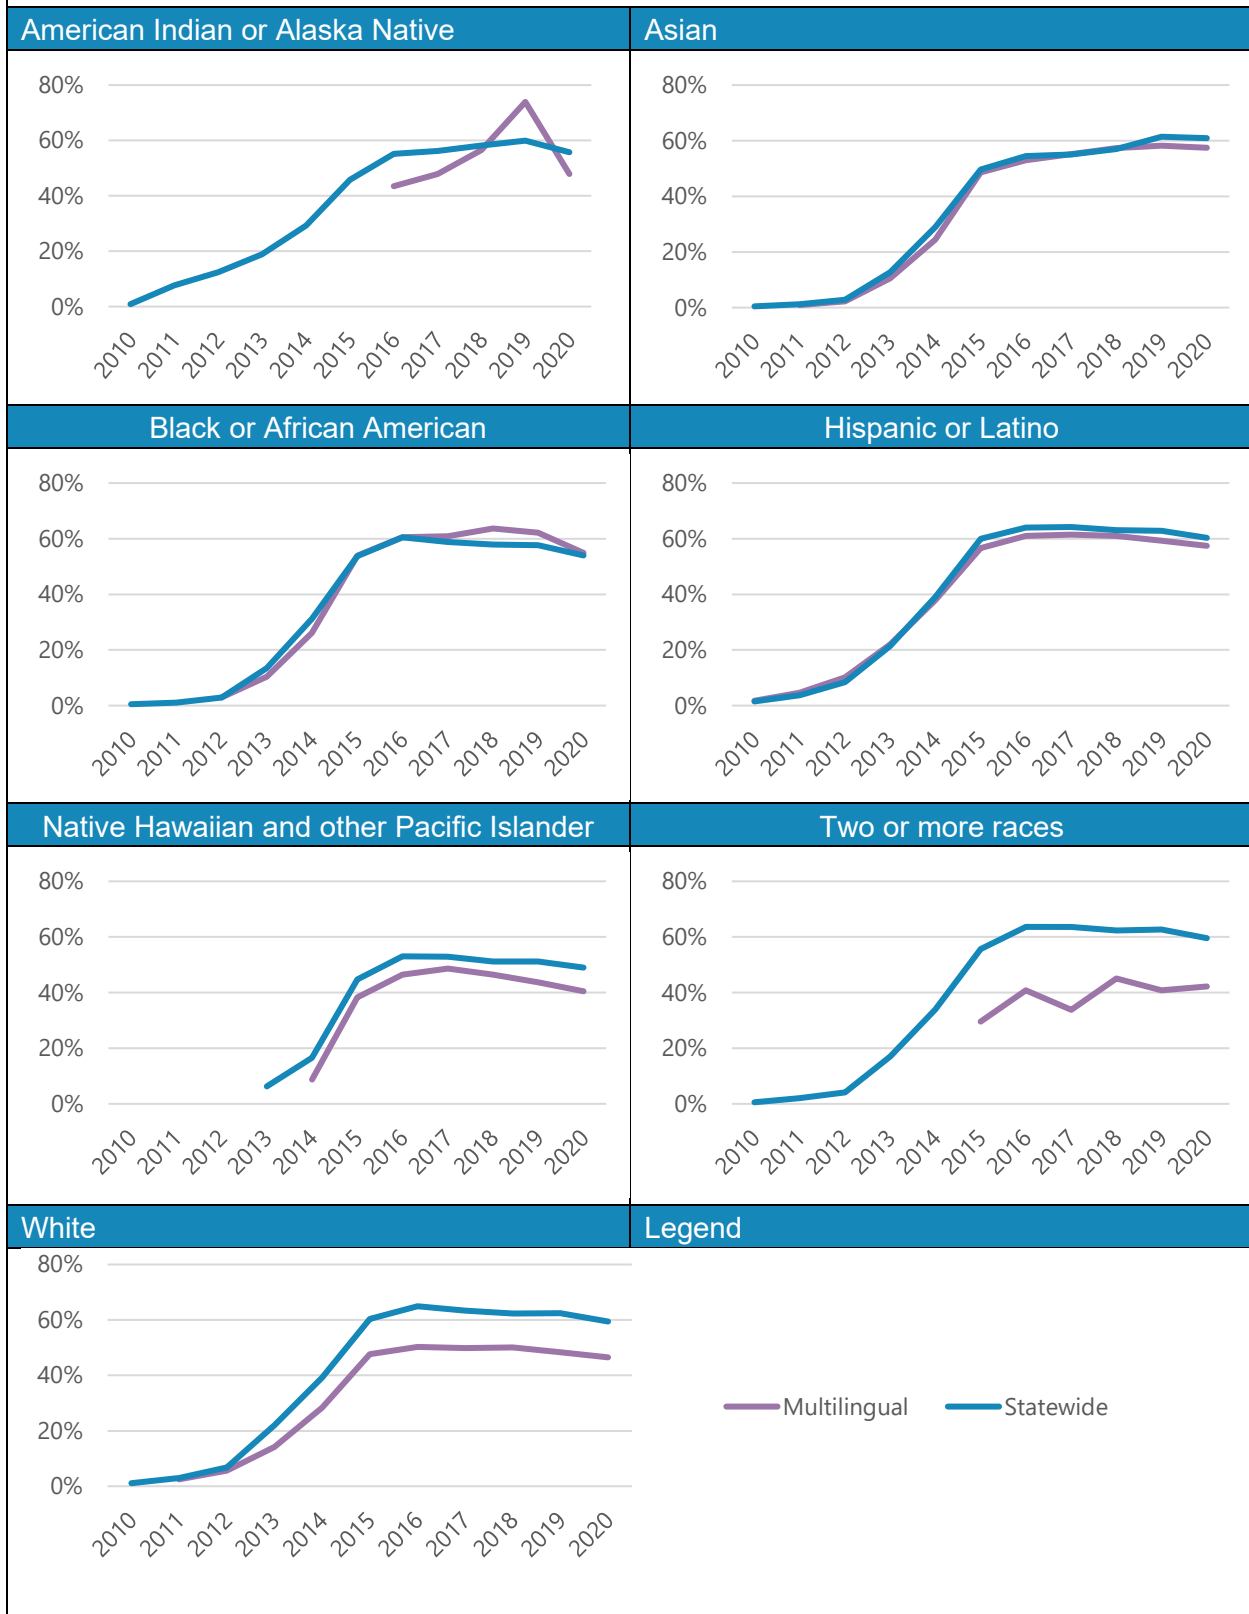 American Indian or Alaska Native
80%
60%
40%
20%
0%
2010 2011 2012 2013 2014 2015 2016 2017 2018 2019 2020
Asian
80%
60%
40%
20%
0%
2010 2011 2012 2013 2014 2015 2016 2017 2018 2019 2020
Black or African American
80%
60%
40%
20%
0%
2010 2011 2012 2013 2014 2015 2016 2017 2018 2019 2020
Hispanic or Latino
80%
60%
40%
20%
0%
2010 2011 2012 2013 2014 2015 2016 2017 2018 2019 2020
Native Hawaiian and other Pacific Islander
80%
60%
40%
20%
0%
2010 2011 2012 2013 2014 2015 2016 2017 2018 2019 2020
Two or more races
80%
60%
40%
20%
0%
2010 2011 2012 2013 2014 2015 2016 2017 2018 2019 2020
White
80%
60%
40%
20%
0%
2010 2011 2012 2013 2014 2015 2016 2017 2018 2019 2020
Legend
Multilingual Statewide